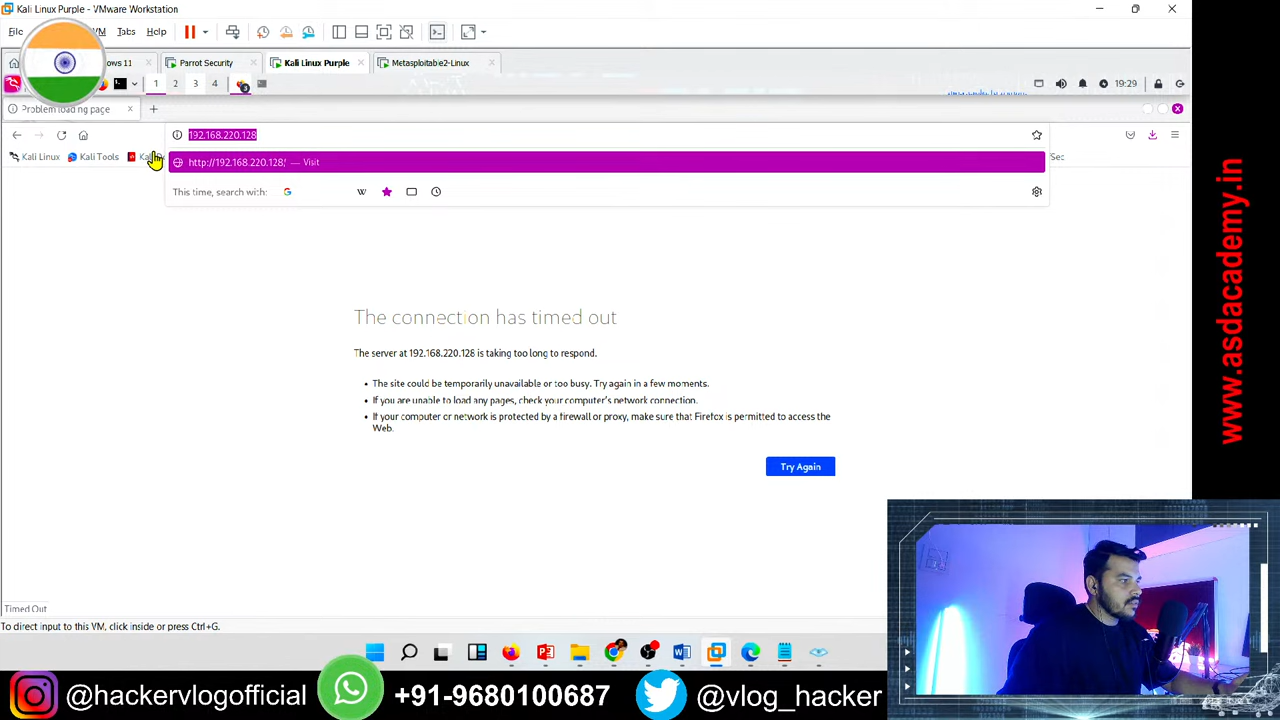 Kali Linux Purple - VMware Workstation
File
VM
Tabs
Help
Parrot Security
Kali Linux Purple
Metasploitable2-Linux
1
2
3
4
19:29
Problem loading page
192.168.220.128
Kali Linux
Kali Tools
http://192.168.220.128/ — Visit
This time, search with:
The connection has timed out
The server at 192.168.220.128 is taking too long to respond.
The site could be temporarily unavailable or too busy. Try again in a few moments.
If you are unable to load any pages, check your computer's network connection.
If your computer or network is protected by a firewall or proxy, make sure that Firefox is permitted to access the
Web.
Try Again
Timed Out
To direct input to this VM, click inside or press Ctrl+G.
www.asdacademy.in
@hackervlogofficial
+91-9680100687
@vlog_hacker